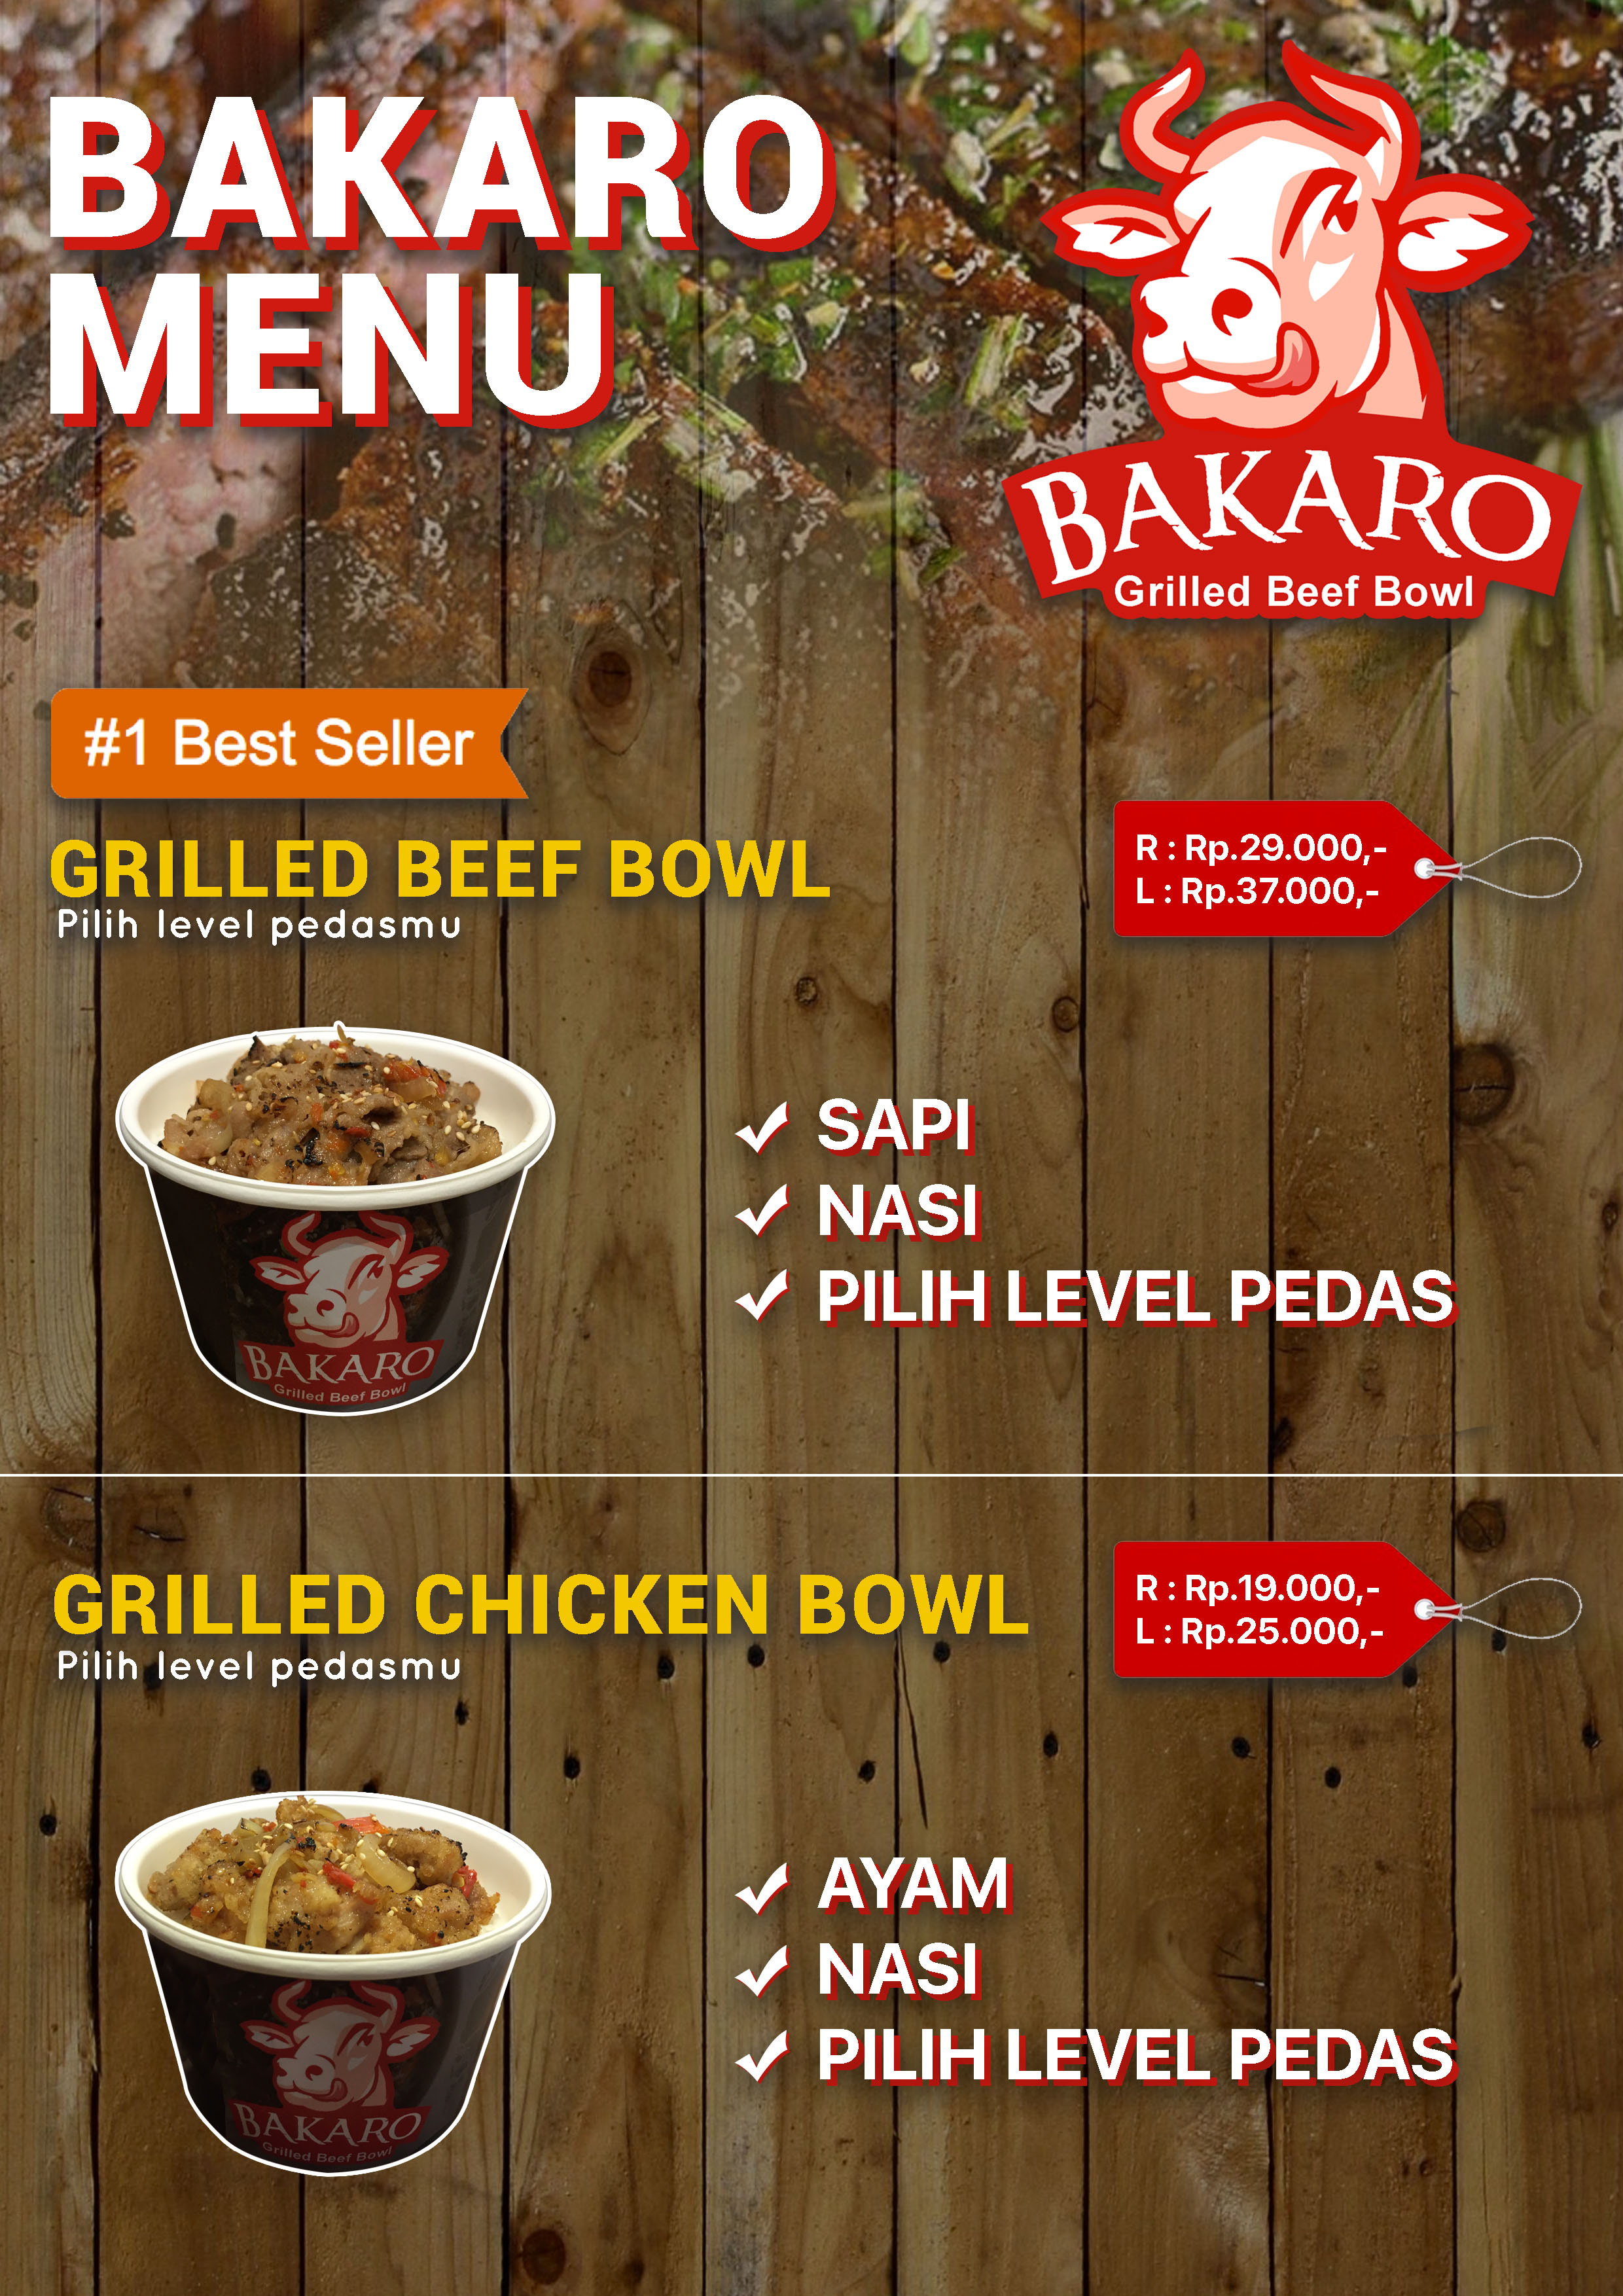 BAKARO
MENU
BAKARO
Grilled Beef Bowl
#1 Best Seller
GRILLED BEEF BOWL
Pilih level pedasmu
R : Rp.29.000,-
L : Rp.37.000,-
SAPI
NASI
PILIH LEVEL PEDAS
BAKARO
Grilled Beef Bowl
GRILLED CHICKEN BOWL
Pilih level pedasmu
R : Rp.19.000,-
L : Rp.25.000,-
AYAM
NASI
PILIH LEVEL PEDAS
BAKARO
Grilled Beef Bowl